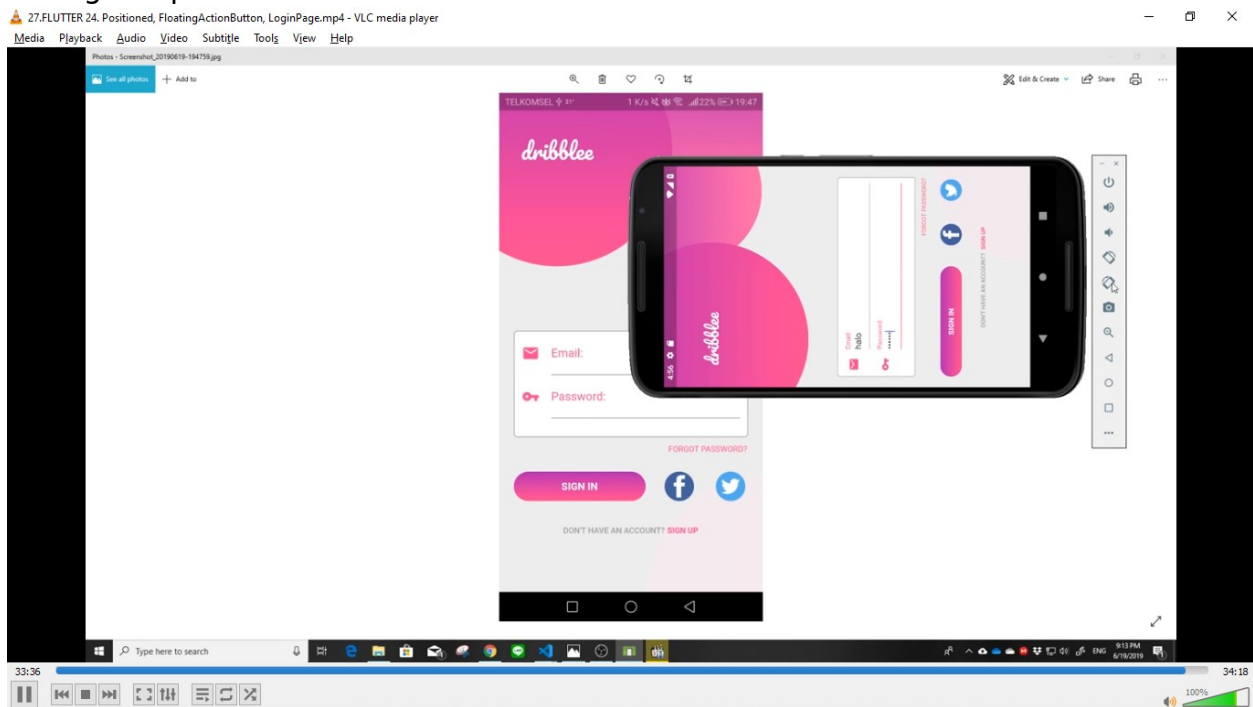 27.FLUTTER 24. Positioned, FloatingActionButton, LoginPage.mp4 - VLC media player
Media Playback Audio Video Subtitle Tools View Help
Photos - Screenshot_20190619-194759.jpg
See all photos + Add to
Edit & Create Share
TELKOMSEL 1 K/s 22% 19:47
dribblee
Email:
Password:
FORGOT PASSWORD?
SIGN IN
DON'T HAVE AN ACCOUNT? SIGN UP
4:56
dribblee
Email
halo
Password
••••••
FORGOT PASSWORD?
SIGN IN
DON'T HAVE AN ACCOUNT? SIGN UP
Type here to search
ENG
9:13 PM
6/19/2019
33:36
34:18
100%